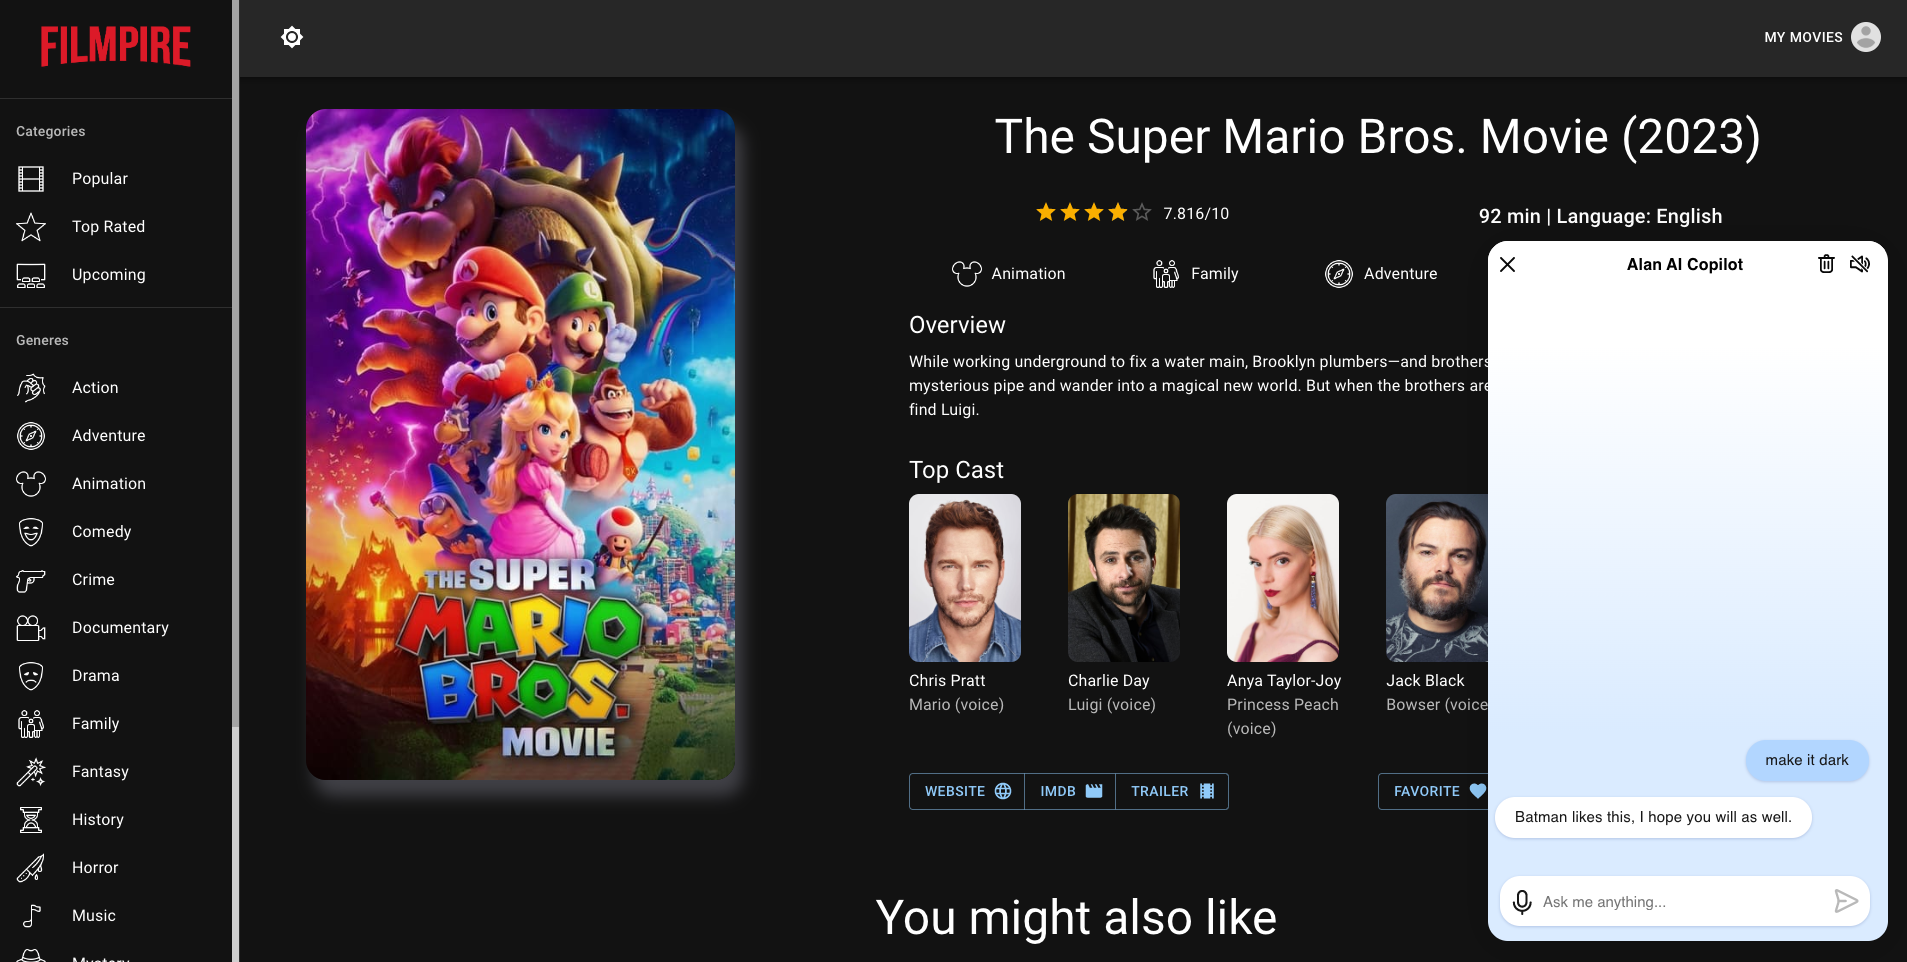 FILMPIRE
MY MOVIES
Categories
Popular
Top Rated
Upcoming
Generes
Action
Adventure
Animation
Comedy
Crime
Documentary
Drama
Family
Fantasy
History
Horror
Music
Mystery
THE SUPER
MARIO
BROS.
MOVIE
The Super Mario Bros. Movie (2023)
7.816/10
92 min | Language: English
Animation
Family
Adventure
Overview
While working underground to fix a water main, Brooklyn plumbers—and brothers
mysterious pipe and wander into a magical new world. But when the brothers are
find Luigi.
Top Cast
Chris Pratt
Mario (voice)
Charlie Day
Luigi (voice)
Anya Taylor-Joy
Princess Peach
(voice)
Jack Black
Bowser (voice
WEBSITE
IMDB
TRAILER
FAVORITE
You might also like
Alan AI Copilot
make it dark
Batman likes this, I hope you will as well.
Ask me anything...